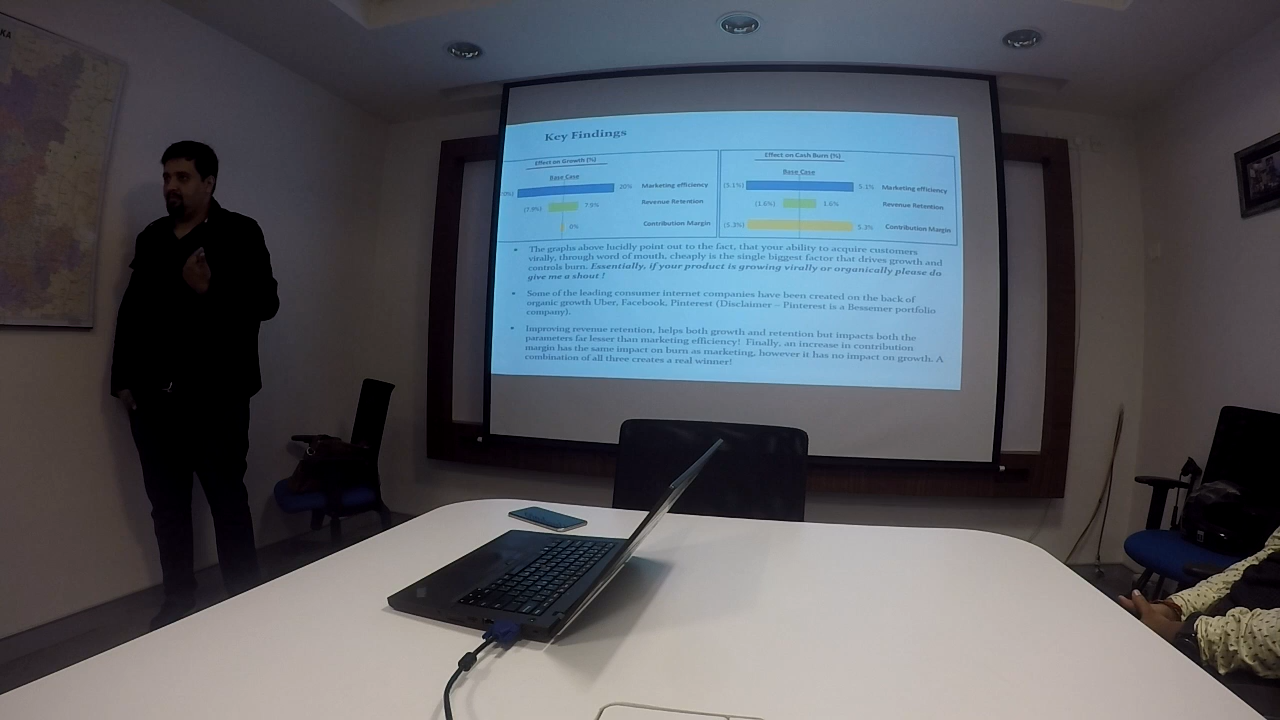 KA
Key Findings
Effect on Growth (%)
Base Case
0%) 20% Marketing efficiency
(7.9%) 7.9% Revenue Retention
0% Contribution Margin
Effect on Cash Burn (%)
Base Case
(5.1%) 5.1% Marketing efficiency
(1.6%) 1.6% Revenue Retention
(5.3%) 5.3% Contribution Margin
• The graphs above lucidly point out to the fact, that your ability to acquire customers
virally, through word of mouth, cheaply is the single biggest factor that drives growth and
controls burn. Essentially, if your product is growing virally or organically please do
give me a shout !
• Some of the leading consumer internet companies have been created on the back of
organic growth Uber, Facebook, Pinterest (Disclaimer – Pinterest is a Bessemer portfolio
company).
• Improving revenue retention, helps both growth and retention but impacts both the
parameters far lesser than marketing efficiency! Finally, an increase in contribution
margin has the same impact on burn as marketing, however it has no impact on growth. A
combination of all three creates a real winner!